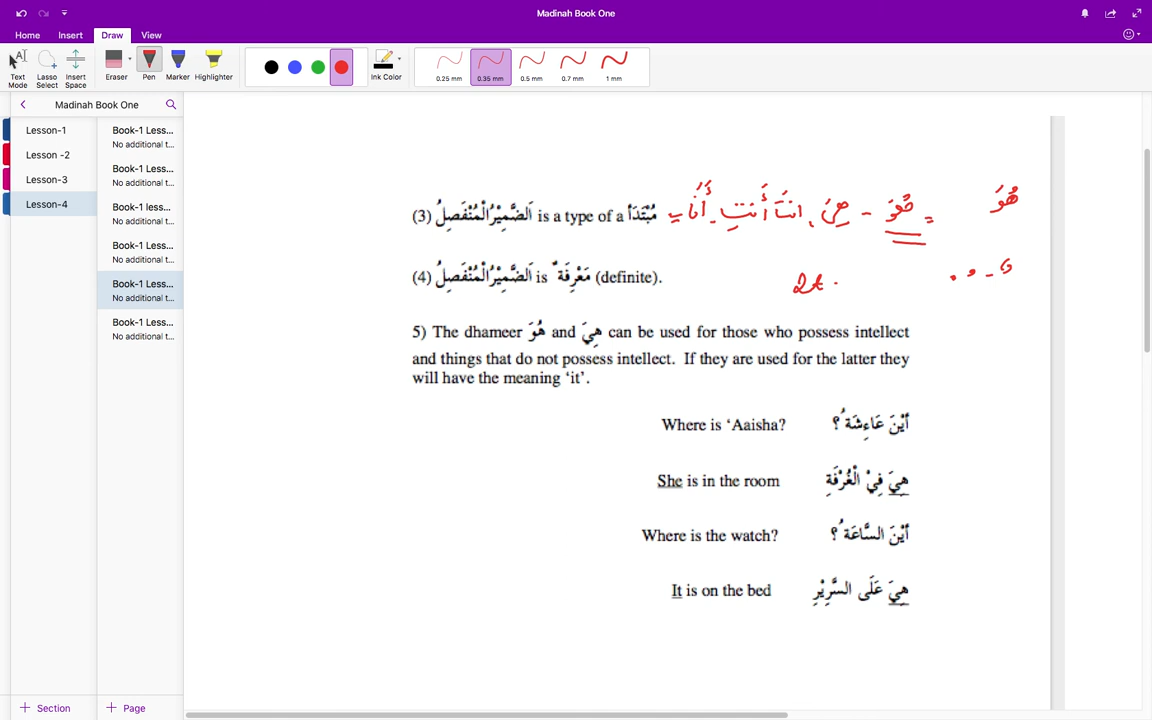 Madinah Book One
Home Insert Draw View
Text Mode
Lasso Select
Insert Space
Eraser
Pen
Marker
Highlighter
Ink Color
0.25 mm
0.35 mm
0.5 mm
0.7 mm
1 mm
Madinah Book One
Lesson-1
Lesson -2
Lesson-3
Lesson-4
Book-1 Less...
No additional t...
Book-1 Less...
No additional t...
Book-1 less...
No additional t...
Book-1 Less...
No additional t...
Book-1 Less...
No additional t...
Book-1 Less...
No additional t...
هُوَ
(3) اَلضَّمِيْرُالْمُنْفَصِلُ is a type of a مُبْتَدَأ هُوَ - هِيَ أَنْتَ أَنْتِ أَنَا
(4) اَلضَّمِيْرُالْمُنْفَصِلُ is مَعْرِفَةٌ (definite).
5) The dhameer هُوَ and هِيَ can be used for those who possess intellect
and things that do not possess intellect. If they are used for the latter they
will have the meaning ‘it’.
Where is ‘Aaisha? أَيْنَ عَاءِشَةُ؟
She is in the room هِيَ فِيْ الْغُرْفَةِ
Where is the watch? أَيْنَ السَّاعَةُ؟
It is on the bed هِيَ عَلَى السَّرِيْرِ
+ Section
+ Page